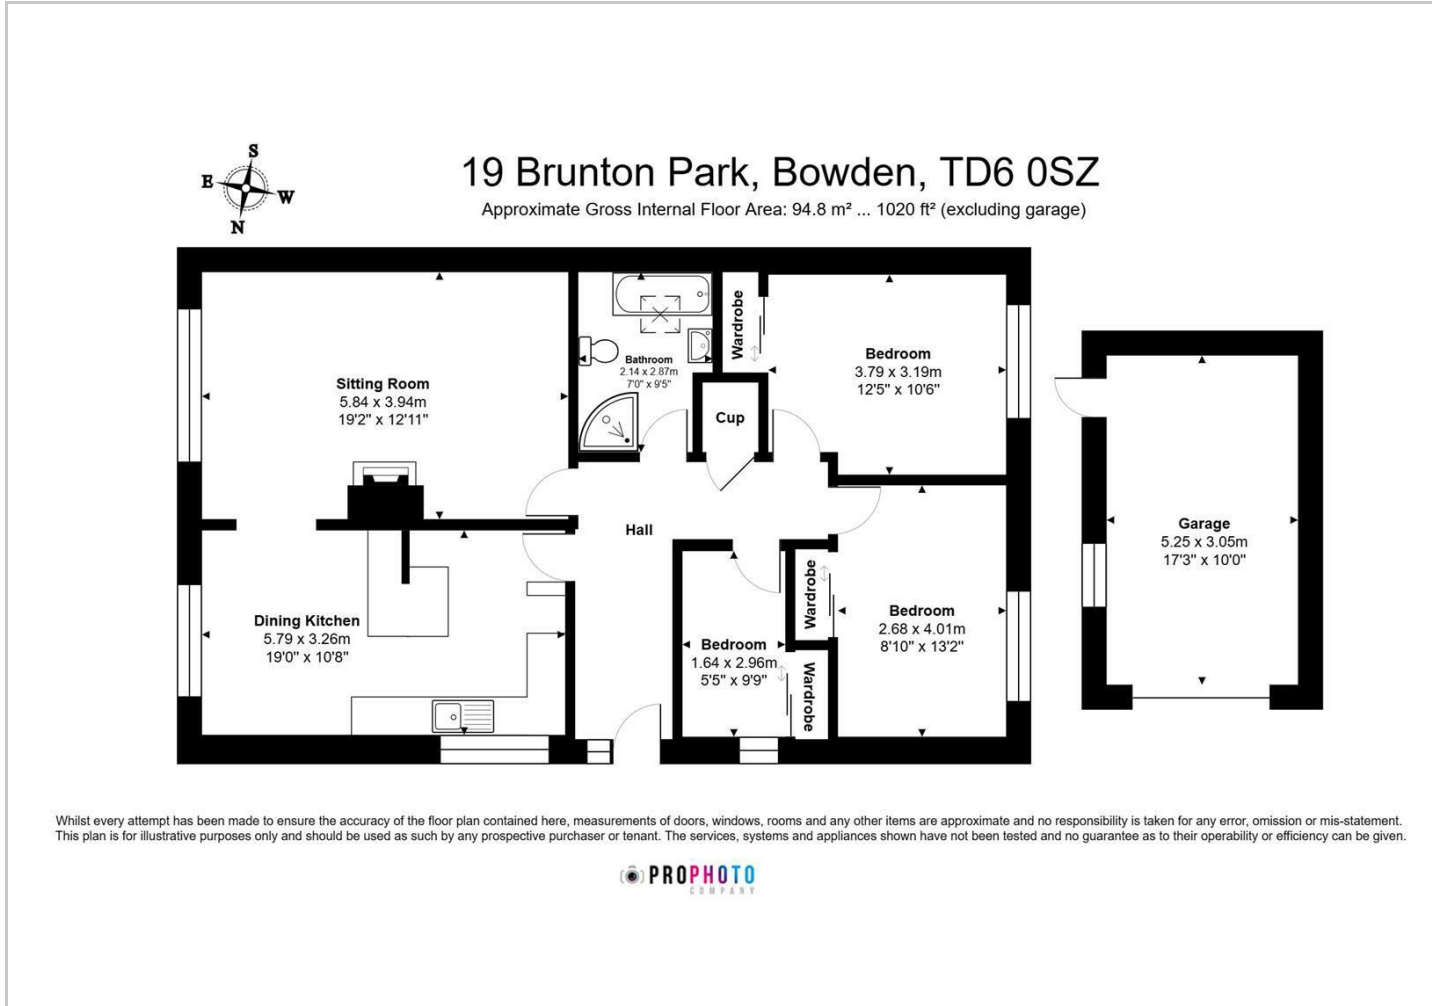 19 Brunton Park, Bowden, TD6 0SZ
Approximate Gross Internal Floor Area: 94.8 m² ... 1020 ft² (excluding garage)
S
E
W
N
Sitting Room
5.84 x 3.94m
19'2" x 12'11"
Bathroom
2.14 x 2.87m
7'0" x 9'5"
Wardrobe
Bedroom
3.79 x 3.19m
12'5" x 10'6"
Cup
Hall
Dining Kitchen
5.79 x 3.26m
19'0" x 10'8"
Bedroom
1.64 x 2.96m
5'5" x 9'9"
Wardrobe
Wardrobe
Bedroom
2.68 x 4.01m
8'10" x 13'2"
Garage
5.25 x 3.05m
17'3" x 10'0"
Whilst every attempt has been made to ensure the accuracy of the floor plan contained here, measurements of doors, windows, rooms and any other items are approximate and no responsibility is taken for any error, omission or mis-statement.
This plan is for illustrative purposes only and should be used as such by any prospective purchaser or tenant. The services, systems and appliances shown have not been tested and no guarantee as to their operability or efficiency can be given.
PROPHOTO
COMPANY